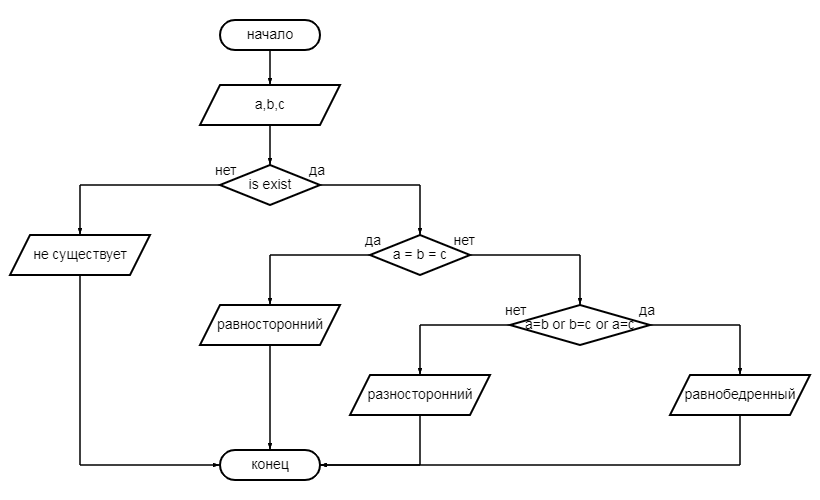 начало
a,b,c
нет
да
is exist
не существует
да
нет
a = b = c
равносторонний
нет
да
a=b or b=c or a=c
разносторонний
равнобедренный
конец